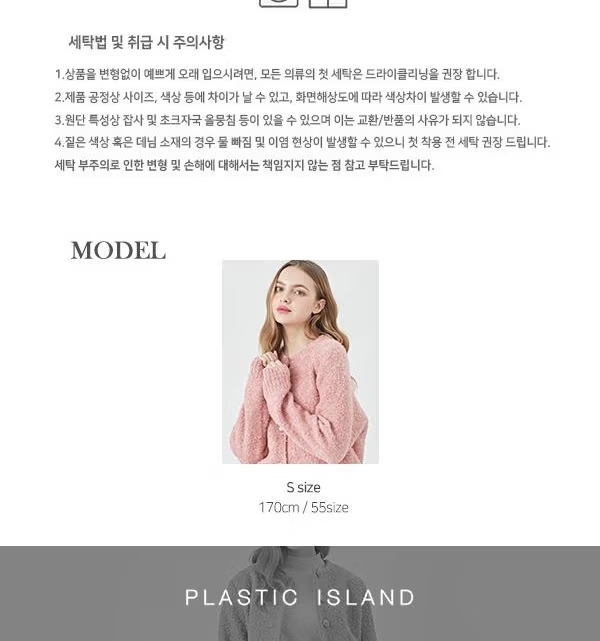 세탁법 및 취급 시 주의사항
1.상품을 변형없이 예쁘게 오래 입으시려면, 모든 의류의 첫 세탁은 드라이클리닝을 권장 합니다.
2.제품 공정상 사이즈, 색상 등에 차이가 날 수 있고, 화면해상도에 따라 색상차이 발생할 수 있습니다.
3.원단 특성상 잡사 및 초크자국 올뭉침 등이 있을 수 있으며 이는 교환/반품의 사유가 되지 않습니다.
4.짙은 색상 혹은 데님 소재의 경우 물 빠짐 및 이염 현상이 발생할 수 있으니 첫 착용 전 세탁 권장 드립니다.
세탁 부주의로 인한 변형 및 손해에 대해서는 책임지지 않는 점 참고 부탁드립니다.
MODEL
S size
170cm / 55size
PLASTIC ISLAND